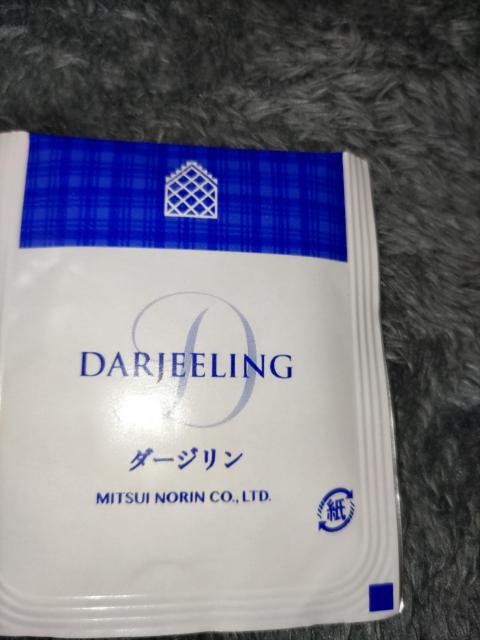 D
DARJEELING
ダージリン
MITSUI NORIN CO., LTD.
紙